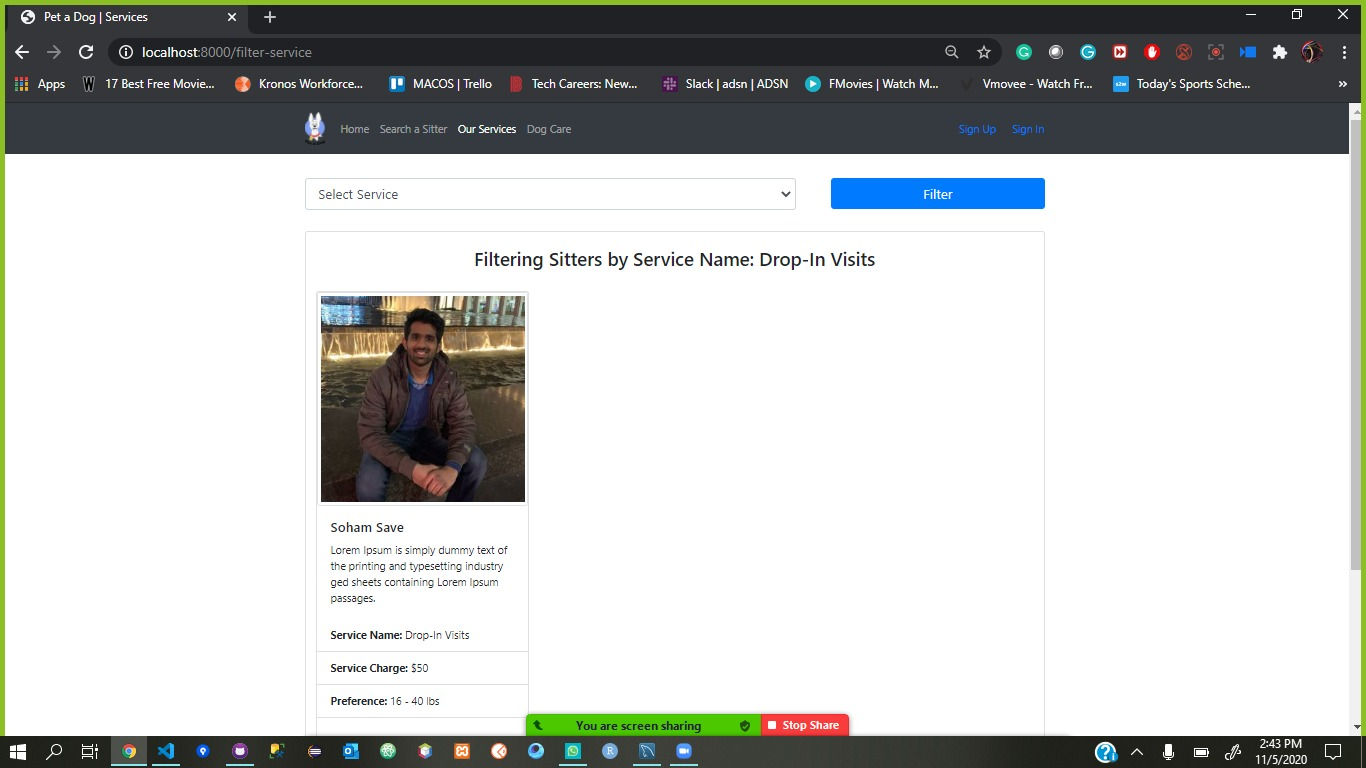 Pet a Dog | Services
localhost:8000/filter-service
Apps
17 Best Free Movie...
Kronos Workforce...
MACOS | Trello
Tech Careers: New...
Slack | adsn | ADSN
FMovies | Watch M...
Vmovee - Watch Fr...
Today's Sports Sche...
»
Home Search a Sitter Our Services Dog Care Sign Up Sign In
Select Service
Filter
Filtering Sitters by Service Name: Drop-In Visits
Soham Save
Lorem Ipsum is simply dummy text of
the printing and typesetting industry
ged sheets containing Lorem Ipsum
passages.
Service Name: Drop-In Visits
Service Charge: $50
Preference: 16 - 40 lbs
You are screen sharing
Stop Share
2:43 PM
11/5/2020